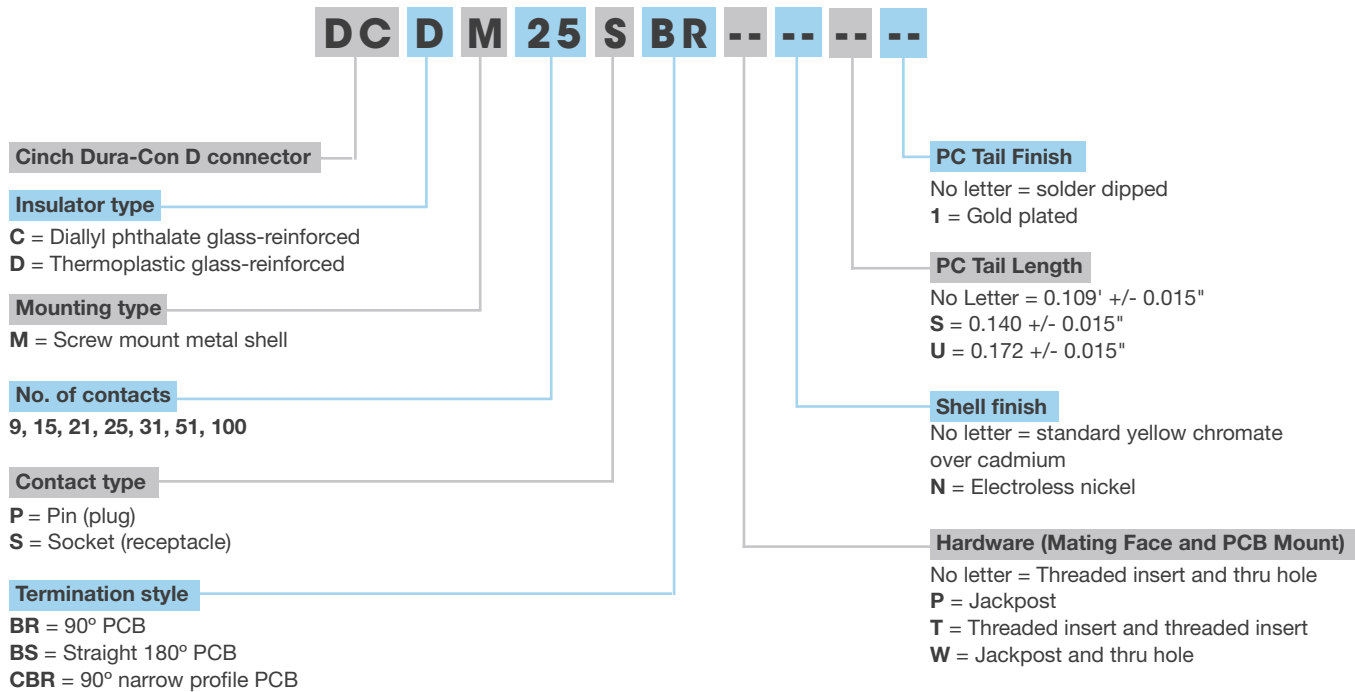 DC D M 25 S BR -- -- -- --
Cinch Dura-Con D connector
Insulator type
C = Diallyl phthalate glass-reinforced
D = Thermoplastic glass-reinforced
Mounting type
M = Screw mount metal shell
No. of contacts
9, 15, 21, 25, 31, 51, 100
Contact type
P = Pin (plug)
S = Socket (receptacle)
Termination style
BR = 90º PCB
BS = Straight 180º PCB
CBR = 90º narrow profile PCB
PC Tail Finish
No letter = solder dipped
1 = Gold plated
PC Tail Length
No Letter = 0.109' +/- 0.015"
S = 0.140 +/- 0.015"
U = 0.172 +/- 0.015"
Shell finish
No letter = standard yellow chromate
over cadmium
N = Electroless nickel
Hardware (Mating Face and PCB Mount)
No letter = Threaded insert and thru hole
P = Jackpost
T = Threaded insert and threaded insert
W = Jackpost and thru hole